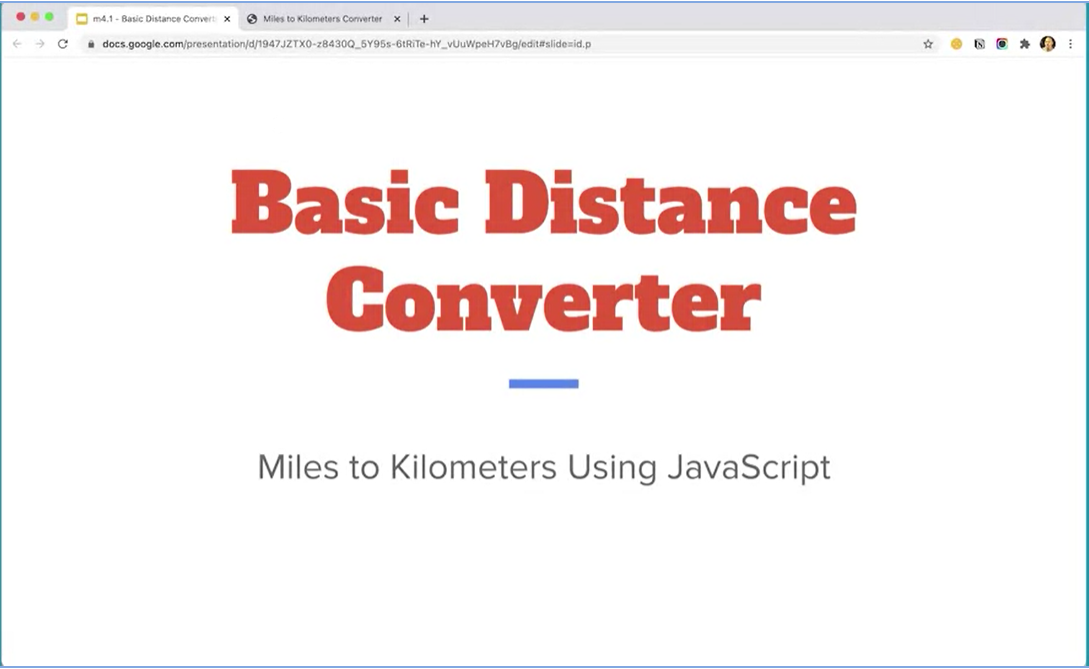 m4.1 - Basic Distance Convert
Miles to Kilometers Converter
docs.google.com/presentation/d/1947JZTX0-z8430Q_5Y95s-6tRiTe-hY_vUuWpeH7vBg/edit#slide=id.p
Basic Distance
Converter
Miles to Kilometers Using JavaScript